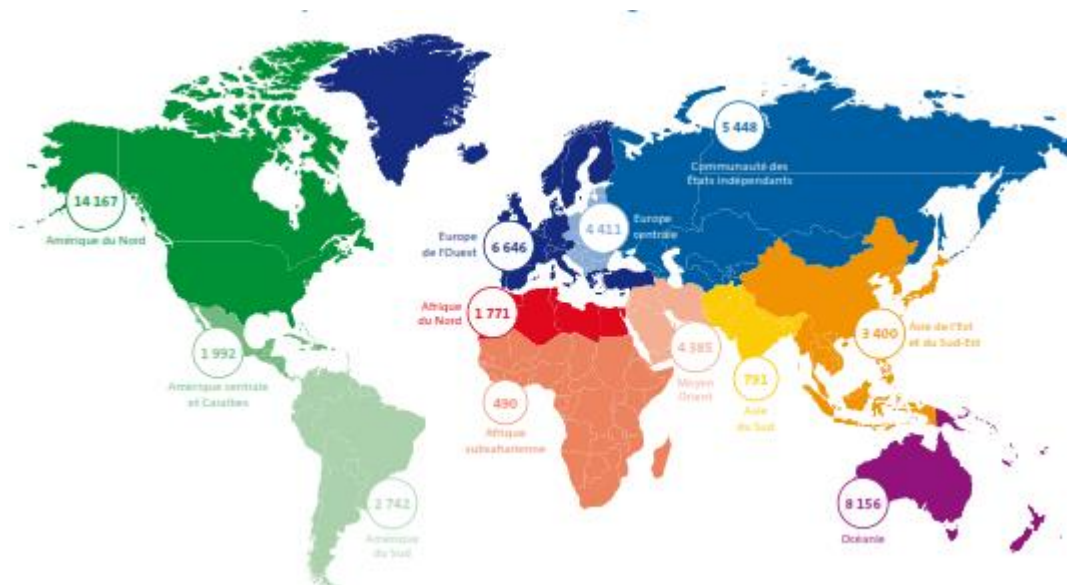 5 448
Communauté des
États indépendants
14 167
Amérique du Nord
4 411
Europe
centrale
Europe
de l'Ouest
6 646
Afrique
du Nord
1 771
3 400
Asie de l'Est
et du Sud-Est
1 992
Amérique centrale
et Caraïbes
4 385
Moyen
Orient
791
Asie
du Sud
490
Afrique
subsaharienne
2 742
Amérique
du Sud
8 156
Océanie